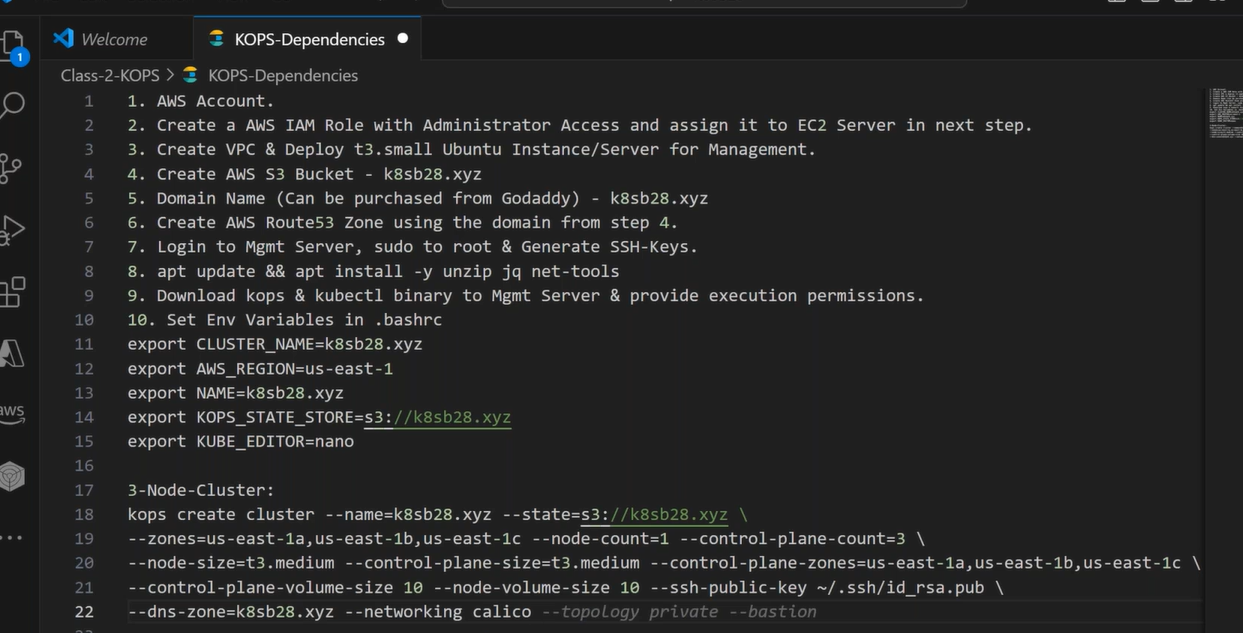 1
Welcome
KOPS-Dependencies
Class-2-KOPS > KOPS-Dependencies
1 1. AWS Account.
2 2. Create a AWS IAM Role with Administrator Access and assign it to EC2 Server in next step.
3 3. Create VPC & Deploy t3.small Ubuntu Instance/Server for Management.
4 4. Create AWS S3 Bucket - k8sb28.xyz
5 5. Domain Name (Can be purchased from Godaddy) - k8sb28.xyz
6 6. Create AWS Route53 Zone using the domain from step 4.
7 7. Login to Mgmt Server, sudo to root & Generate SSH-Keys.
8 8. apt update && apt install -y unzip jq net-tools
9 9. Download kops & kubectl binary to Mgmt Server & provide execution permissions.
10 10. Set Env Variables in .bashrc
11 export CLUSTER_NAME=k8sb28.xyz
12 export AWS_REGION=us-east-1
13 export NAME=k8sb28.xyz
14 export KOPS_STATE_STORE=s3://k8sb28.xyz
15 export KUBE_EDITOR=nano
16
17 3-Node-Cluster:
18 kops create cluster --name=k8sb28.xyz --state=s3://k8sb28.xyz \
19 --zones=us-east-1a,us-east-1b,us-east-1c --node-count=1 --control-plane-count=3 \
20 --node-size=t3.medium --control-plane-size=t3.medium --control-plane-zones=us-east-1a,us-east-1b,us-east-1c \
21 --control-plane-volume-size 10 --node-volume-size 10 --ssh-public-key ~/.ssh/id_rsa.pub \
22 --dns-zone=k8sb28.xyz --networking calico --topology private --bastion
aws